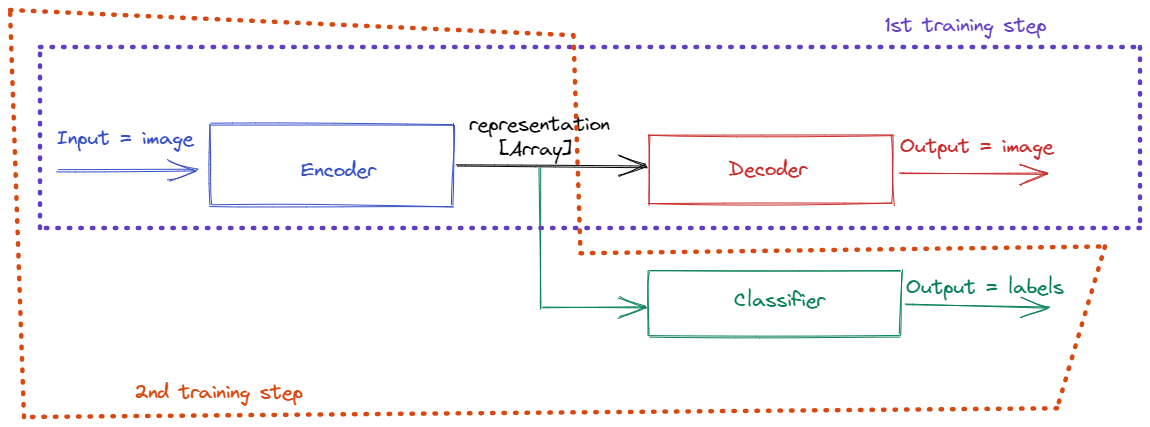 1st training step
Input = image
Encoder
representation
[Array]
Decoder
Output = image
Classifier
Output = labels
2nd training step